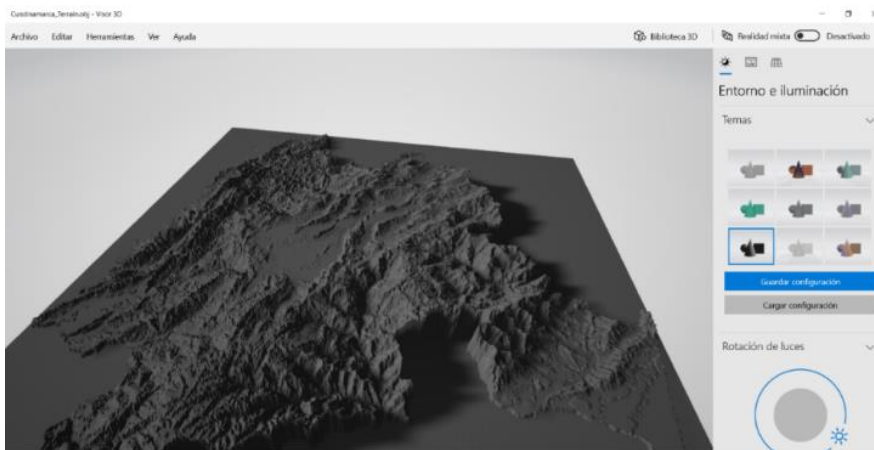 Cundinamarca_Terrain.obj - Visor 3D
Archivo Editar Herramientas Ver Ayuda
Biblioteca 3D
Realidad mixta Desactivado
Entorno e iluminación
Temas
Guardar configuración
Cargar configuración
Rotación de luces